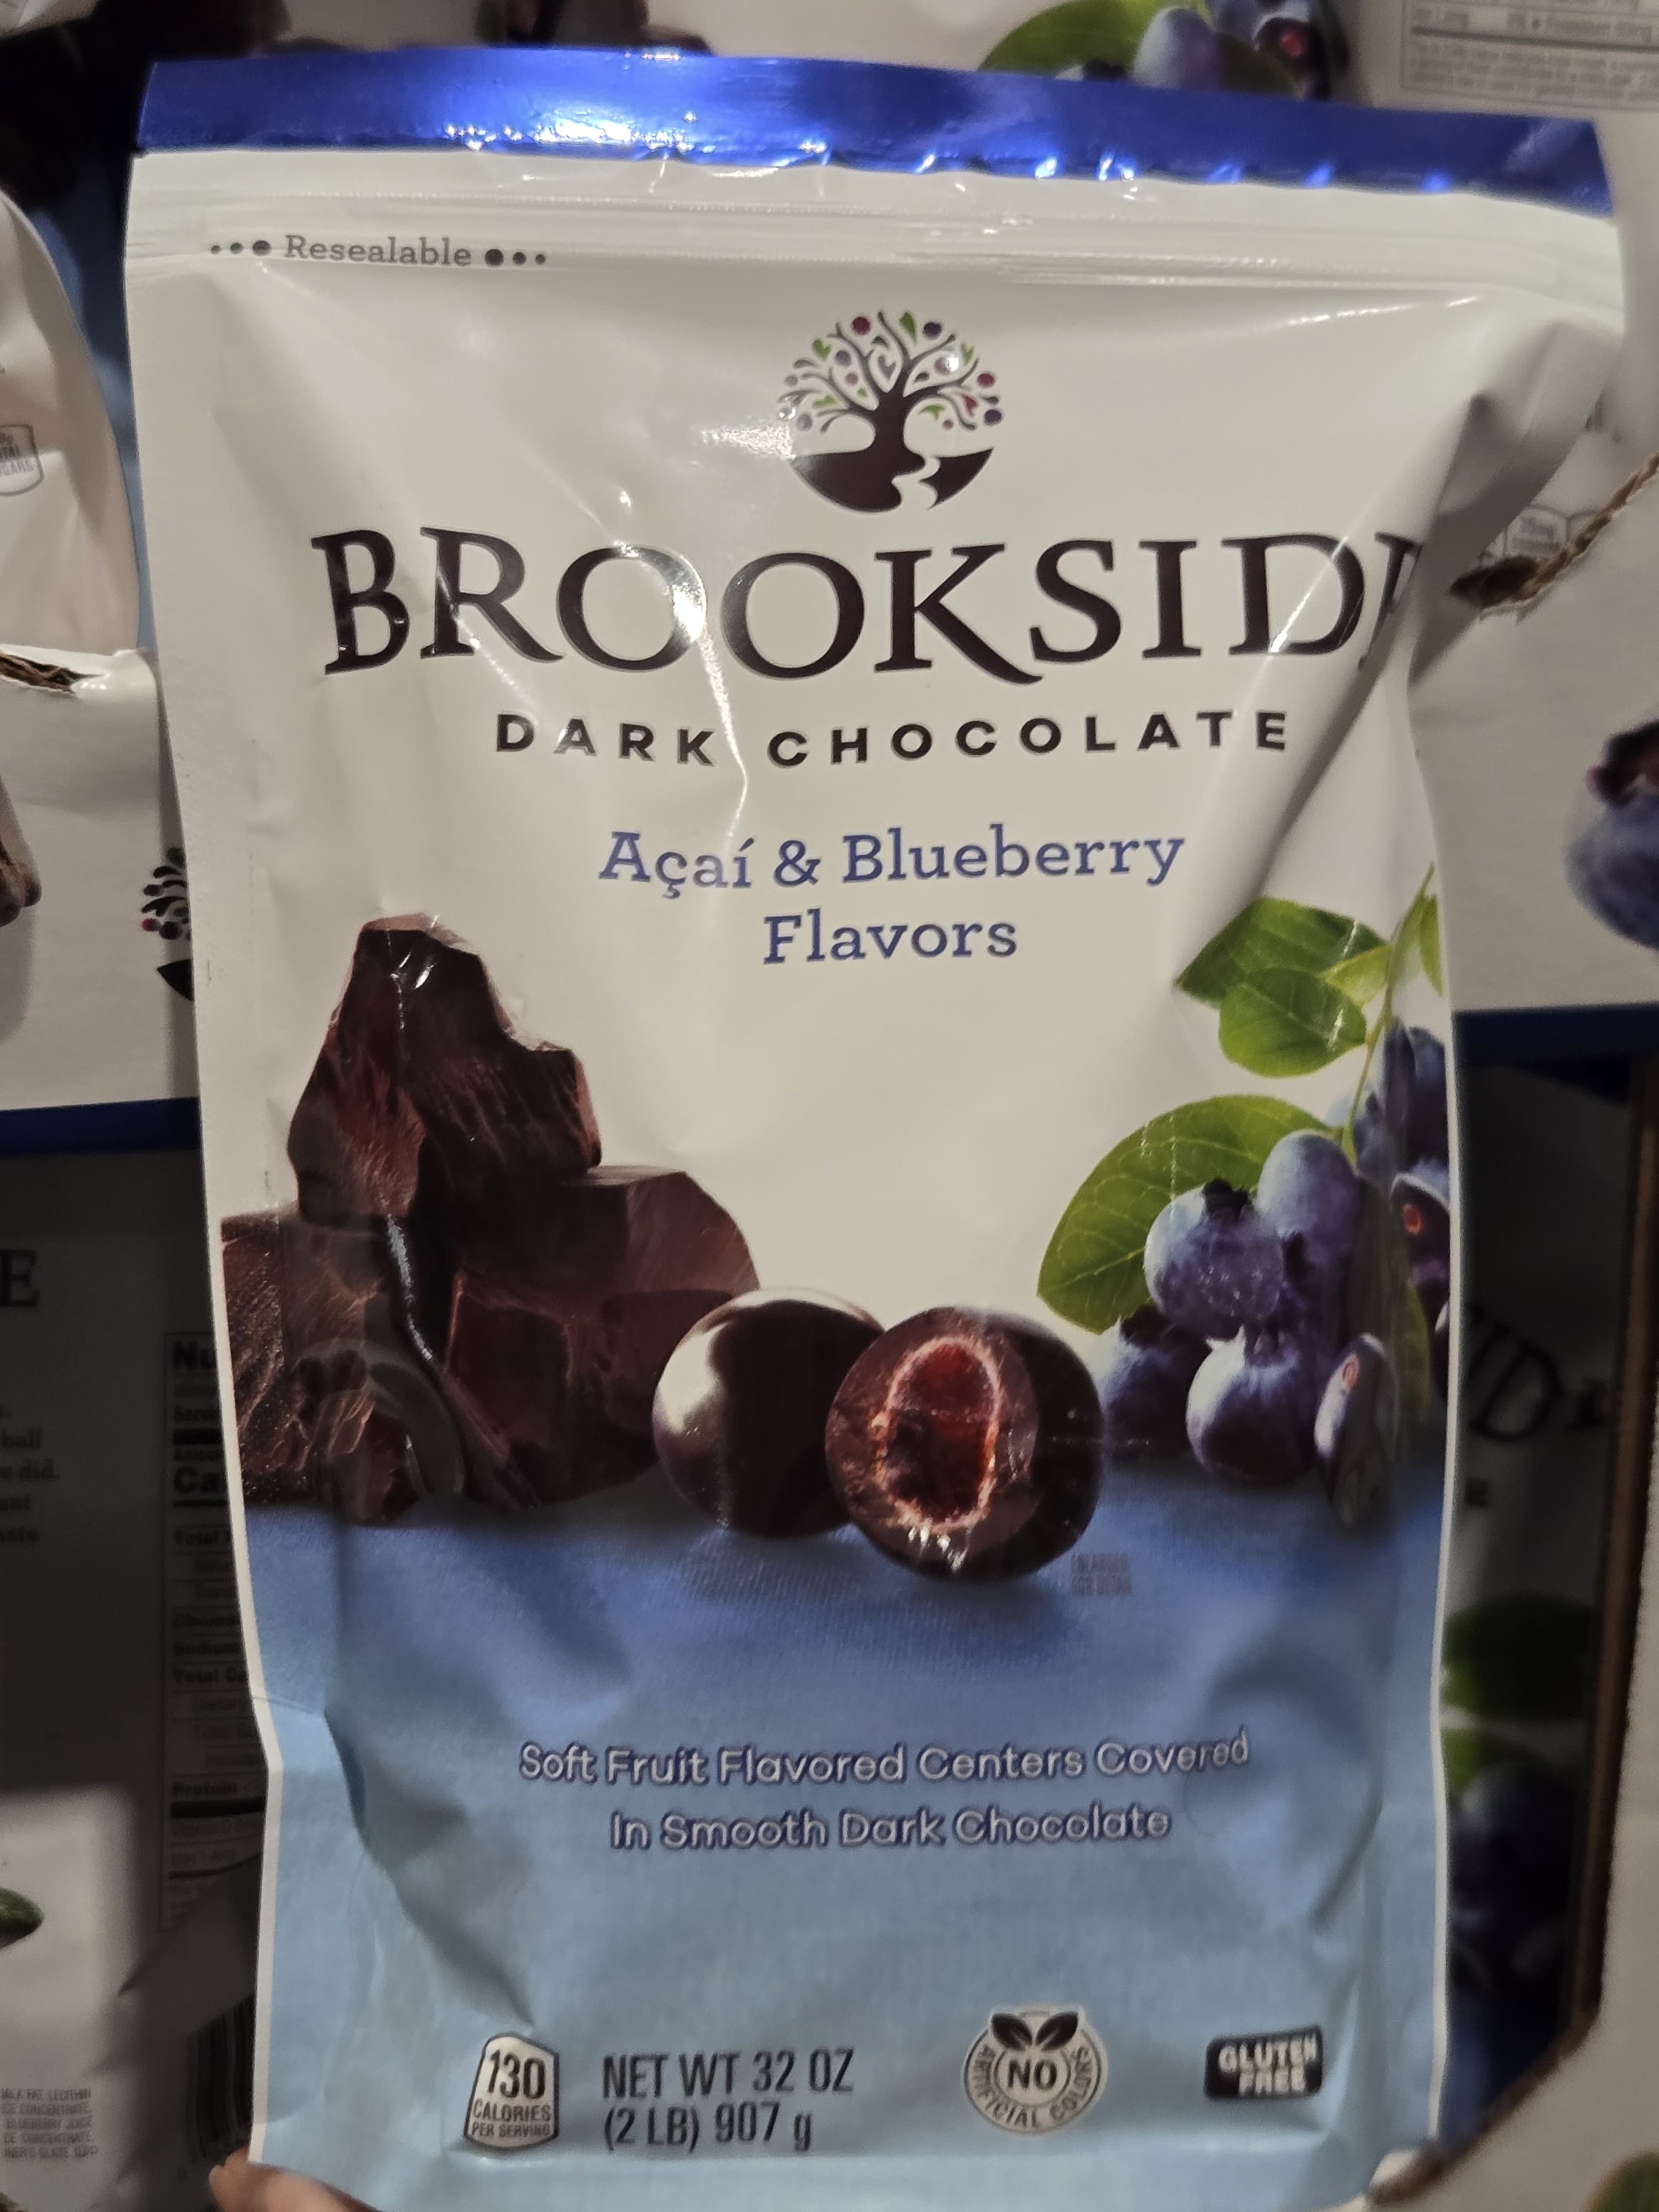 ••● Resealable ●••
BROOKSIDE
DARK CHOCOLATE
Açaí & Blueberry
Flavors
ENLARGED
Soft Fruit Flavored Centers Covered
In Smooth Dark Chocolate
130
CALORIES
PER SERVING
NET WT 32 OZ
(2 LB) 907 g
NO
ARTIFICIAL COLORS
GLUTEN
FREE